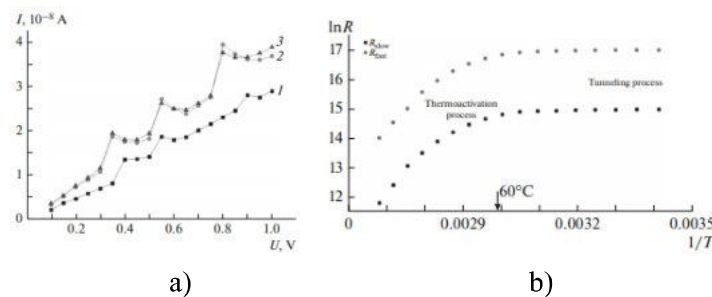 I, 10⁻⁸ A
4
3
2
1
0
0.2 0.4 0.6 0.8 1.0
U, V
3
2
1
a)
ln R
17
16
15
14
13
12
R_slow
R_fast
Tunneling process
Thermoactivation
process
60°C
0 0.0029 0.0032 0.0035
1/T
b)